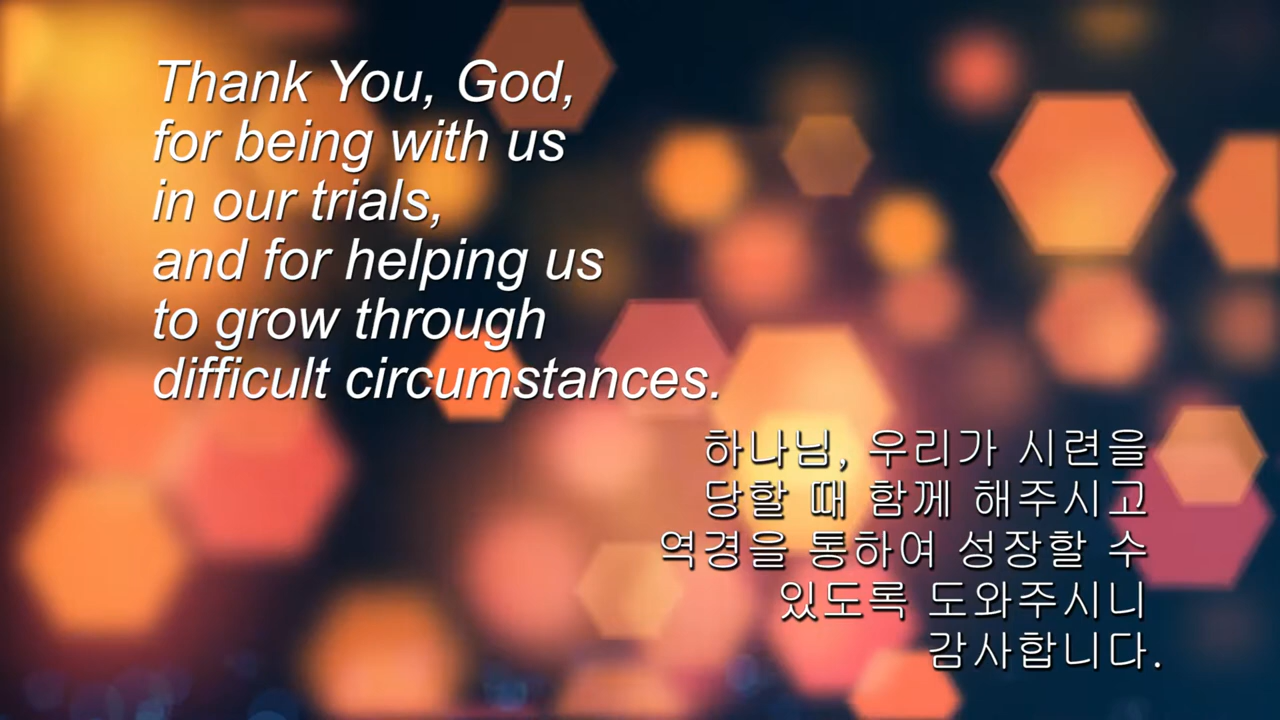 Thank You, God,
for being with us
in our trials,
and for helping us
to grow through
difficult circumstances.
하나님, 우리가 시련을
당할 때 함께 해주시고
역경을 통하여 성장할 수
있도록 도와주시니
감사합니다.